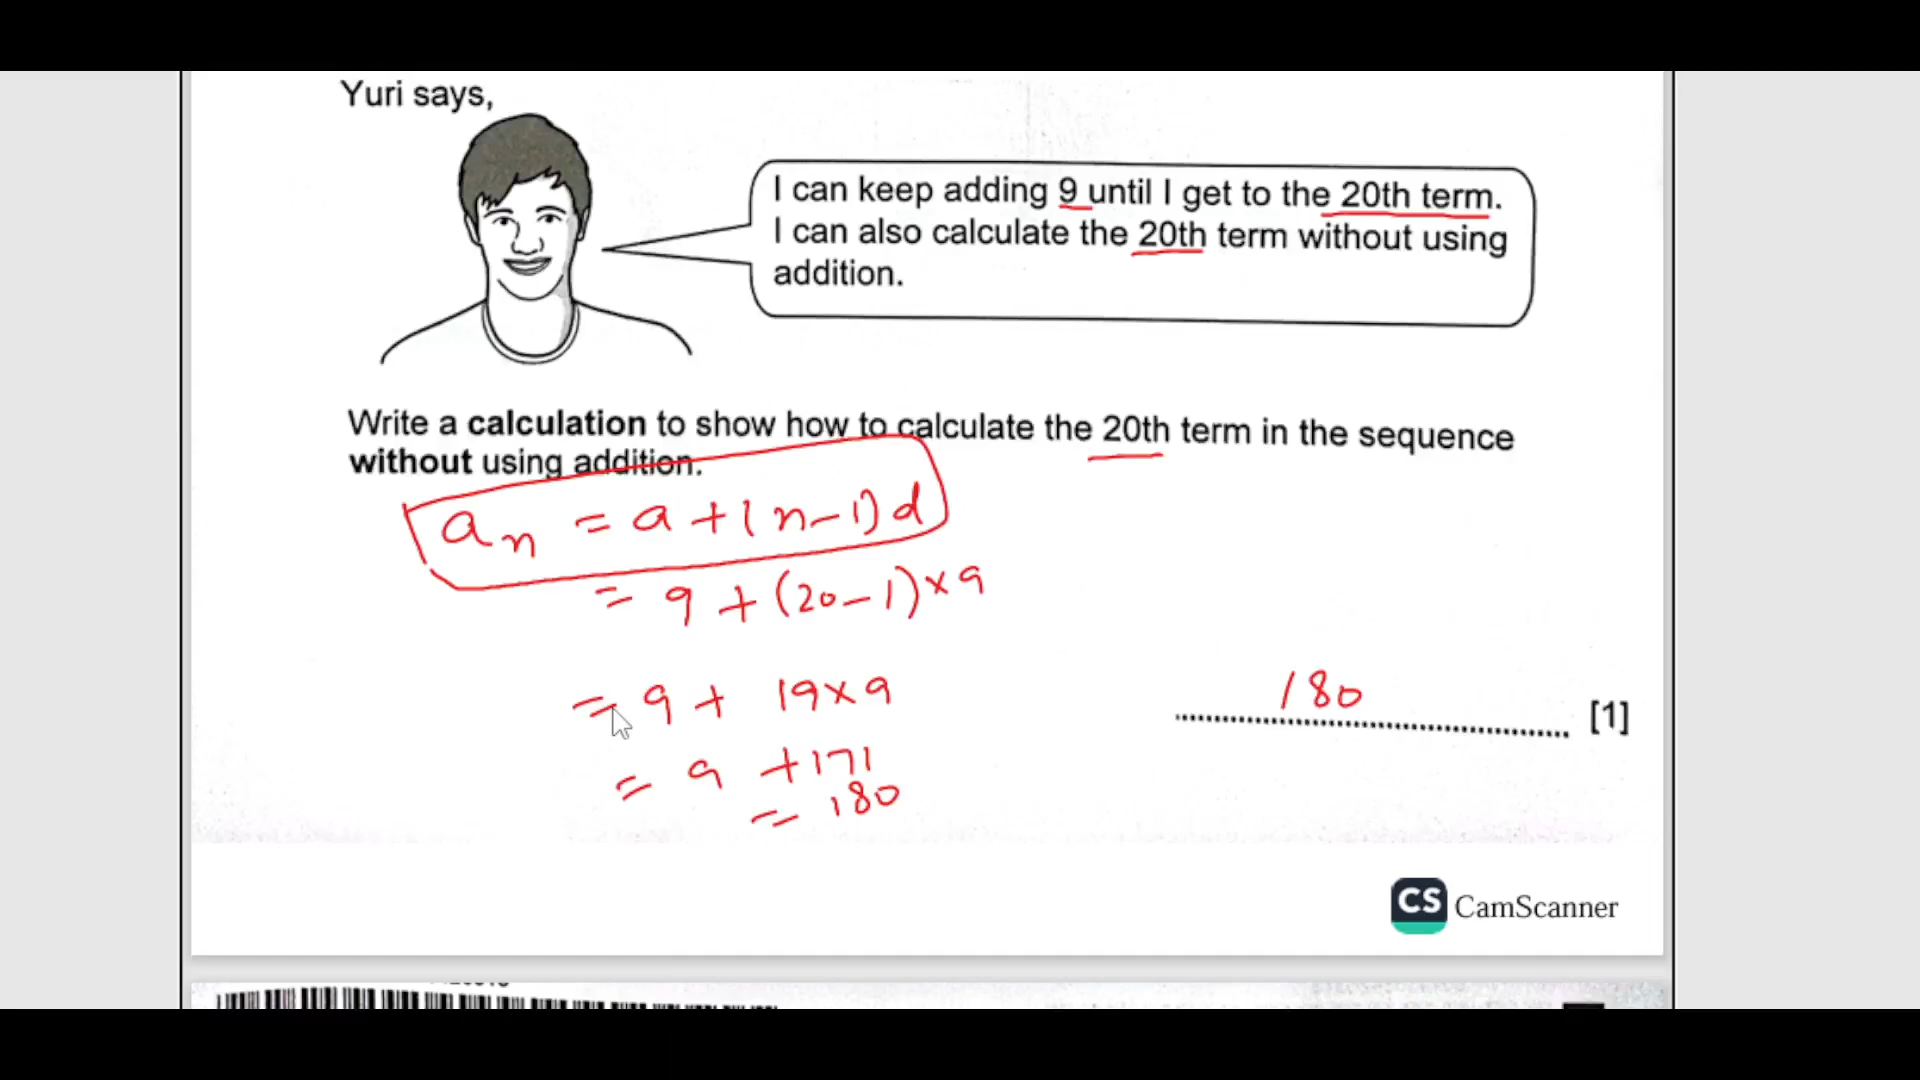 Yuri says,
I can keep adding 9 until I get to the 20th term.
I can also calculate the 20th term without using
addition.
Write a calculation to show how to calculate the 20th term in the sequence
without using addition.
aₙ = a + (n-1)d
= 9 + (20-1)×9
= 9 + 19×9
= 9 + 171
= 180
180
[1]
CS CamScanner